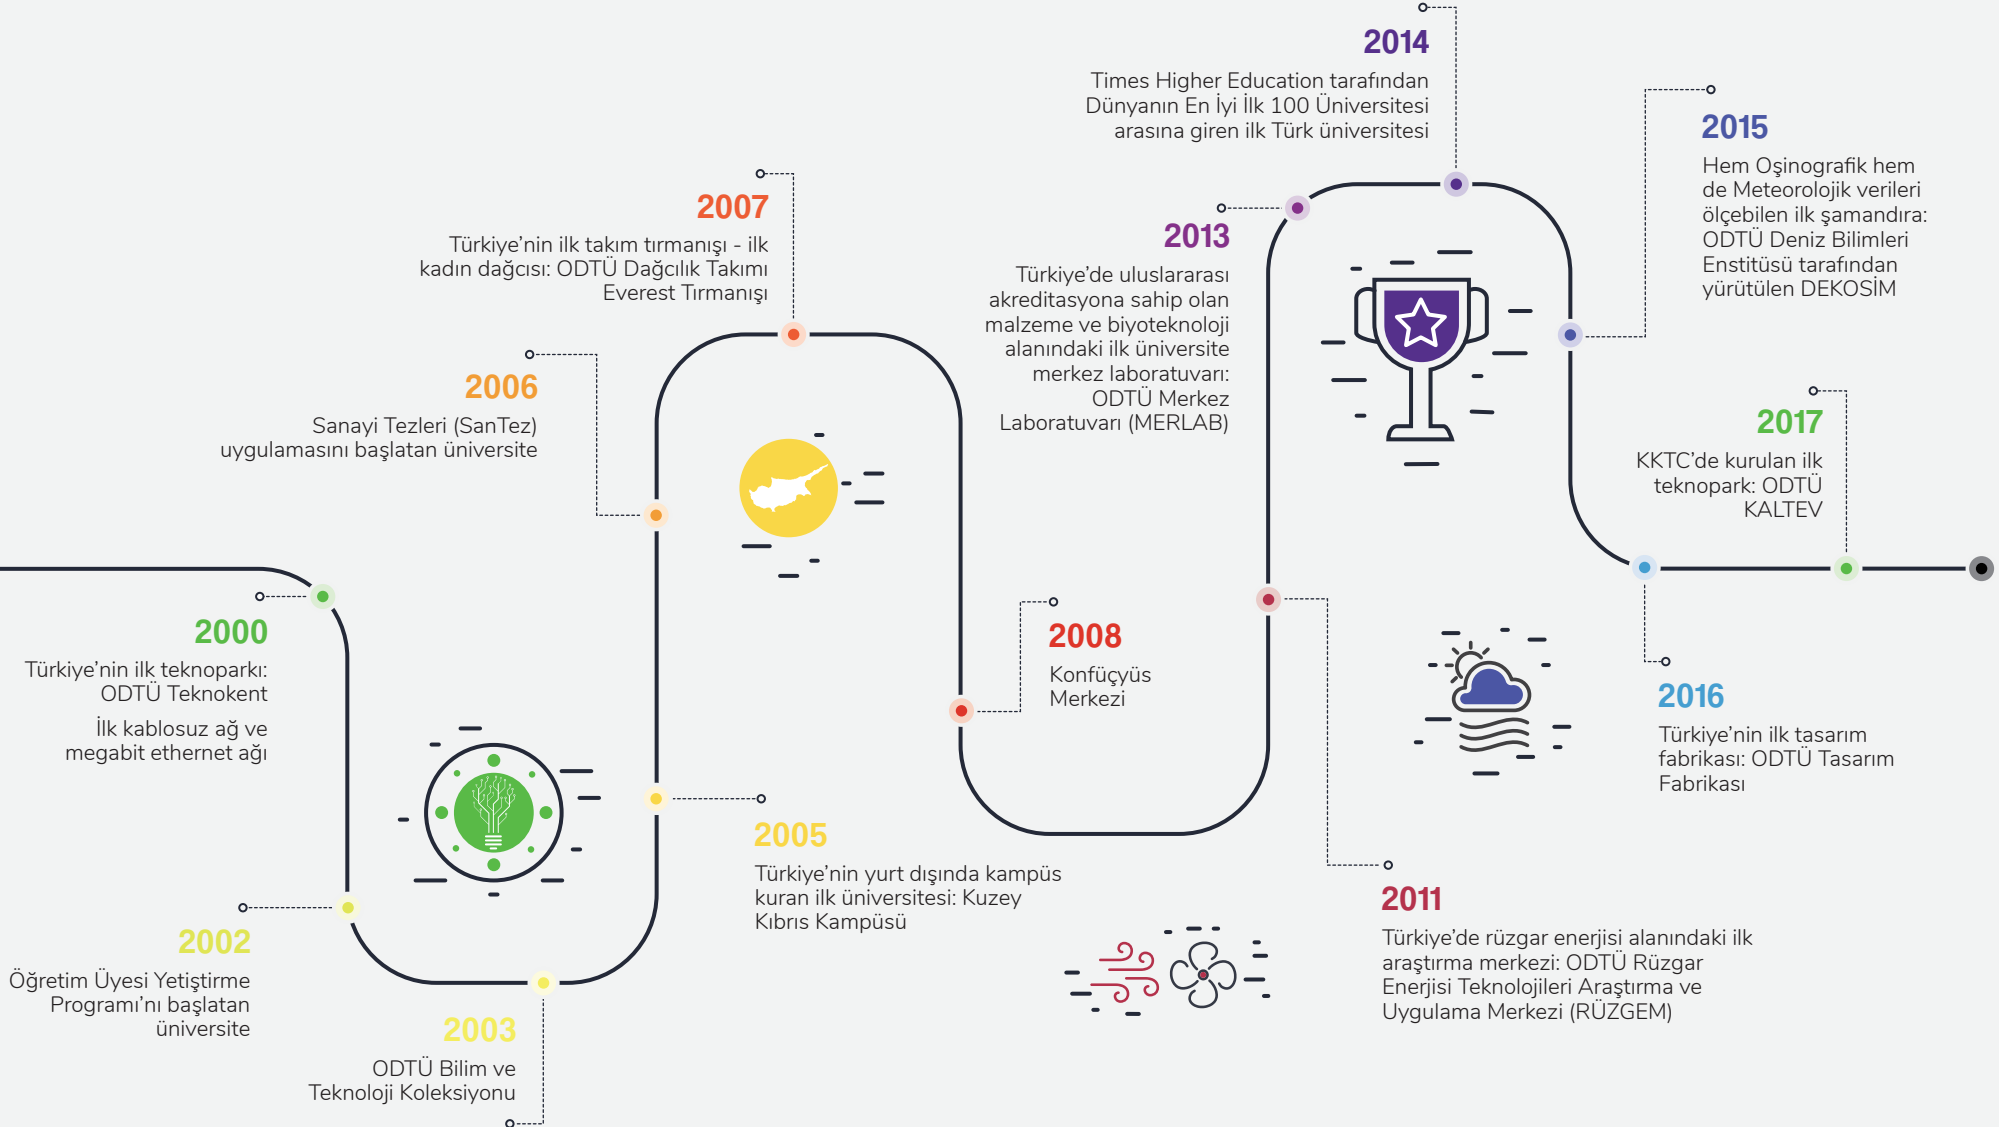 2000
Türkiye’nin ilk teknoparkı:
ODTÜ Teknokent
İlk kablosuz ağ ve
megabit ethernet ağı
2002
Öğretim Üyesi Yetiştirme
Programı’nı başlatan
üniversite
2003
ODTÜ Bilim ve
Teknoloji Koleksiyonu
2005
Türkiye’nin yurt dışında kampüs
kuran ilk üniversitesi: Kuzey
Kıbrıs Kampüsü
2006
Sanayi Tezleri (SanTez)
uygulamasını başlatan üniversite
2007
Türkiye’nin ilk takım tırmanışı - ilk
kadın dağcısı: ODTÜ Dağcılık Takımı
Everest Tırmanışı
2008
Konfüçyüs
Merkezi
2011
Türkiye’de rüzgar enerjisi alanındaki ilk
araştırma merkezi: ODTÜ Rüzgar
Enerjisi Teknolojileri Araştırma ve
Uygulama Merkezi (RÜZGEM)
2013
Türkiye’de uluslararası
akreditasyona sahip olan
malzeme ve biyoteknoloji
alanındaki ilk üniversite
merkez laboratuvarı:
ODTÜ Merkez
Laboratuvarı (MERLAB)
2014
Times Higher Education tarafından
Dünyanın En İyi İlk 100 Üniversitesi
arasına giren ilk Türk üniversitesi
2015
Hem Oşinografik hem
de Meteorolojik verileri
ölçebilen ilk şamandıra:
ODTÜ Deniz Bilimleri
Enstitüsü tarafından
yürütülen DEKOSİM
2016
Türkiye’nin ilk tasarım
fabrikası: ODTÜ Tasarım
Fabrikası
2017
KKTC’de kurulan ilk
teknopark: ODTÜ
KALTEV